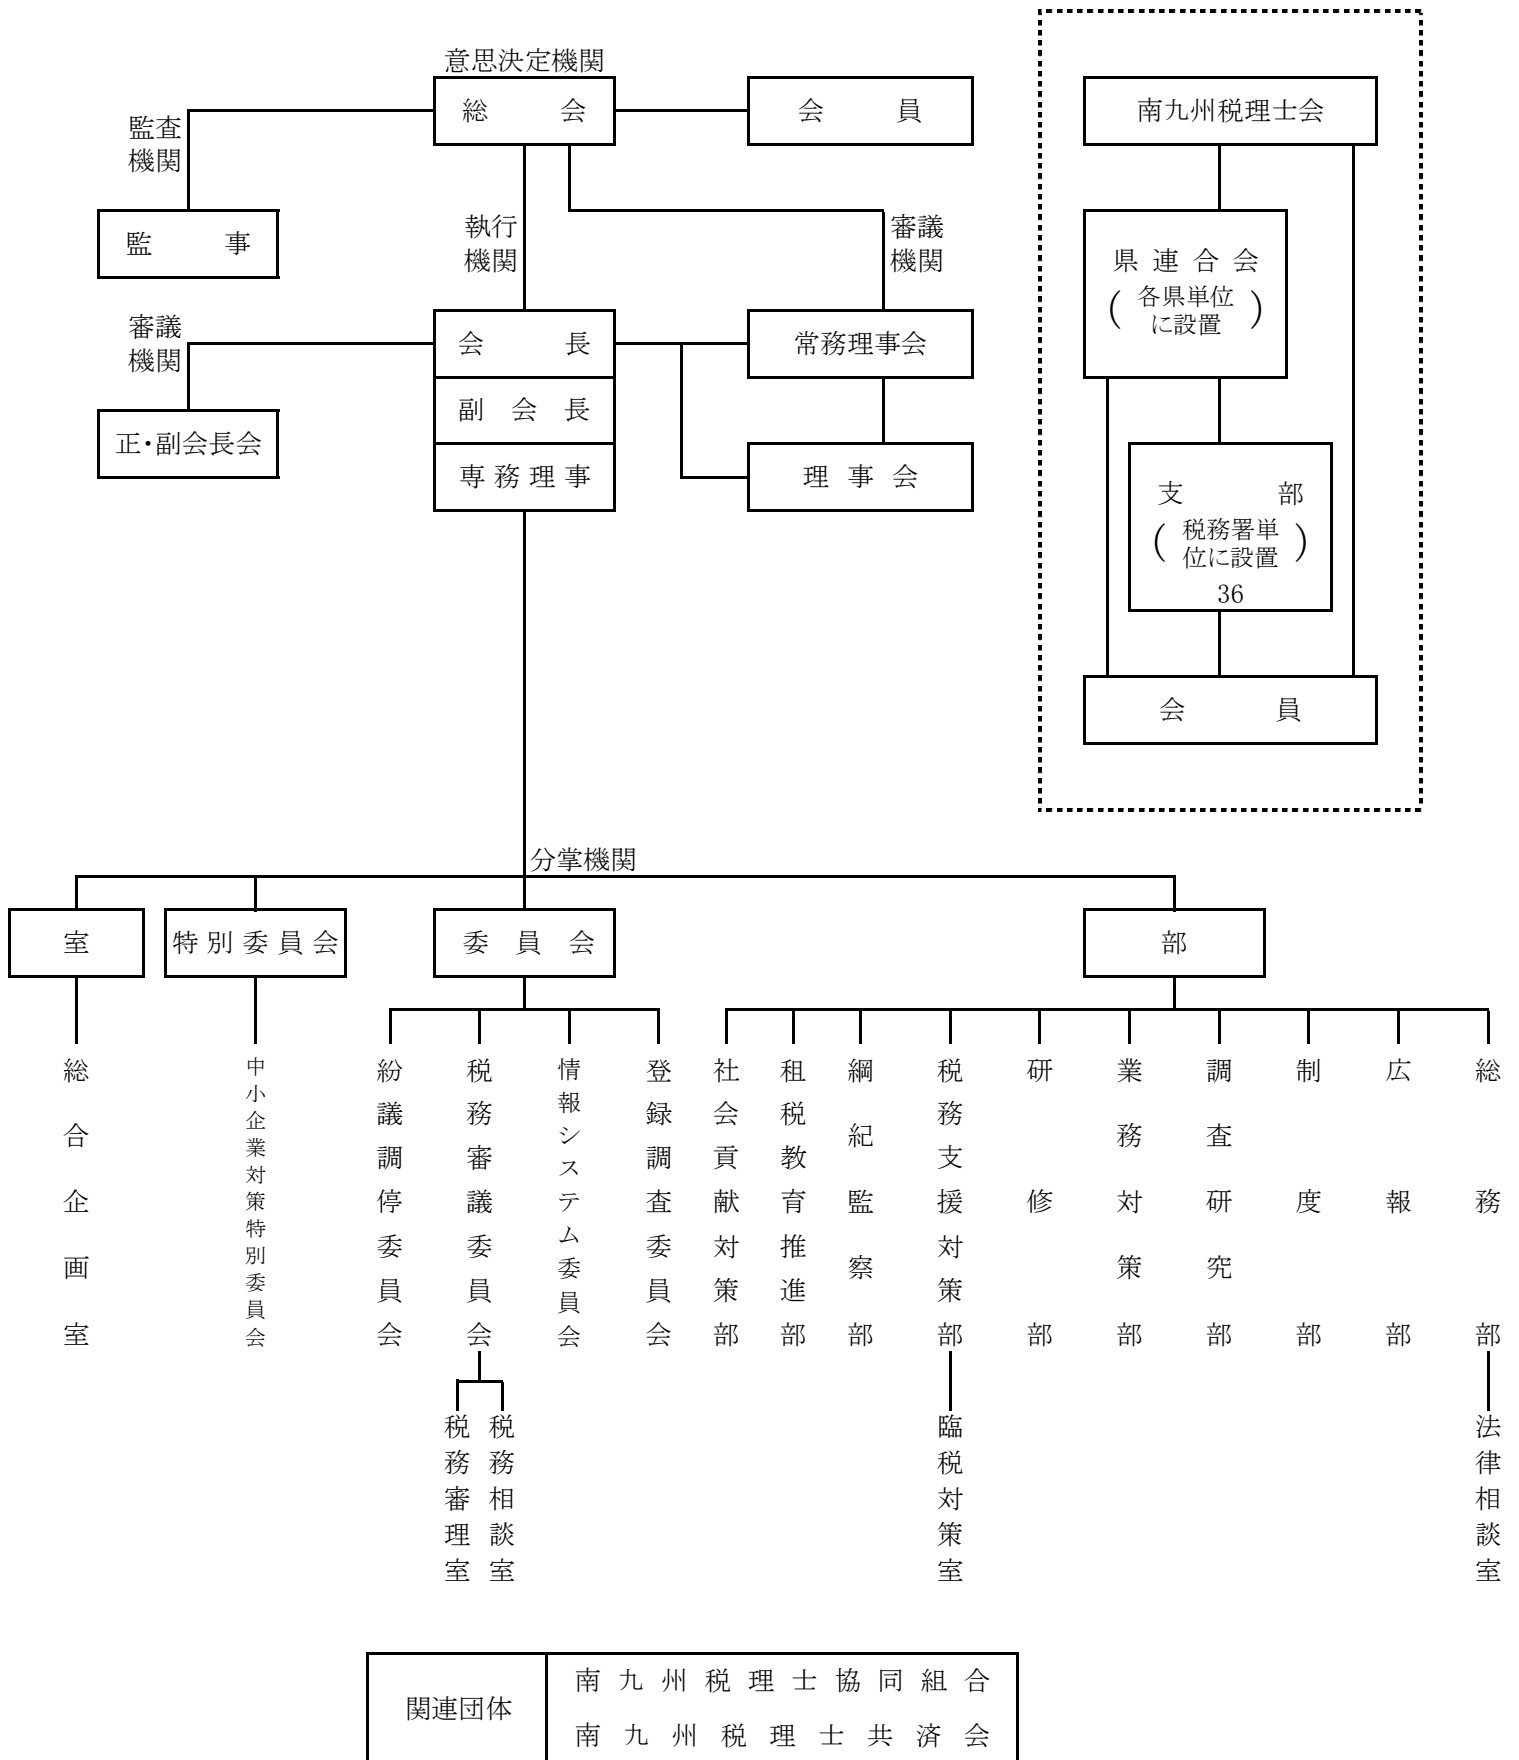 意思決定機関
総会
会員
監査
機関
監事
執行
機関
審議
機関
審議
機関
会長
副会長
専務理事
正・副会長会
常務理事会
理事会
南九州税理士会
県連合会
(各県単位
に設置)
支部
(税務署単
位に設置)
36
会員
分掌機関
室
特別委員会
委員会
部
総合企画室
中小企業対策特別委員会
紛議調停委員会
税務審議委員会
情報システム委員会
登録調査委員会
社会貢献対策部
租税教育推進部
綱紀監察部
税務支援対策部
研修部
業務対策部
調査研究部
制度部
広報部
総務部
税務審理室
税務相談室
臨税対策室
法律相談室
関連団体
南九州税理士協同組合
南九州税理士共済会